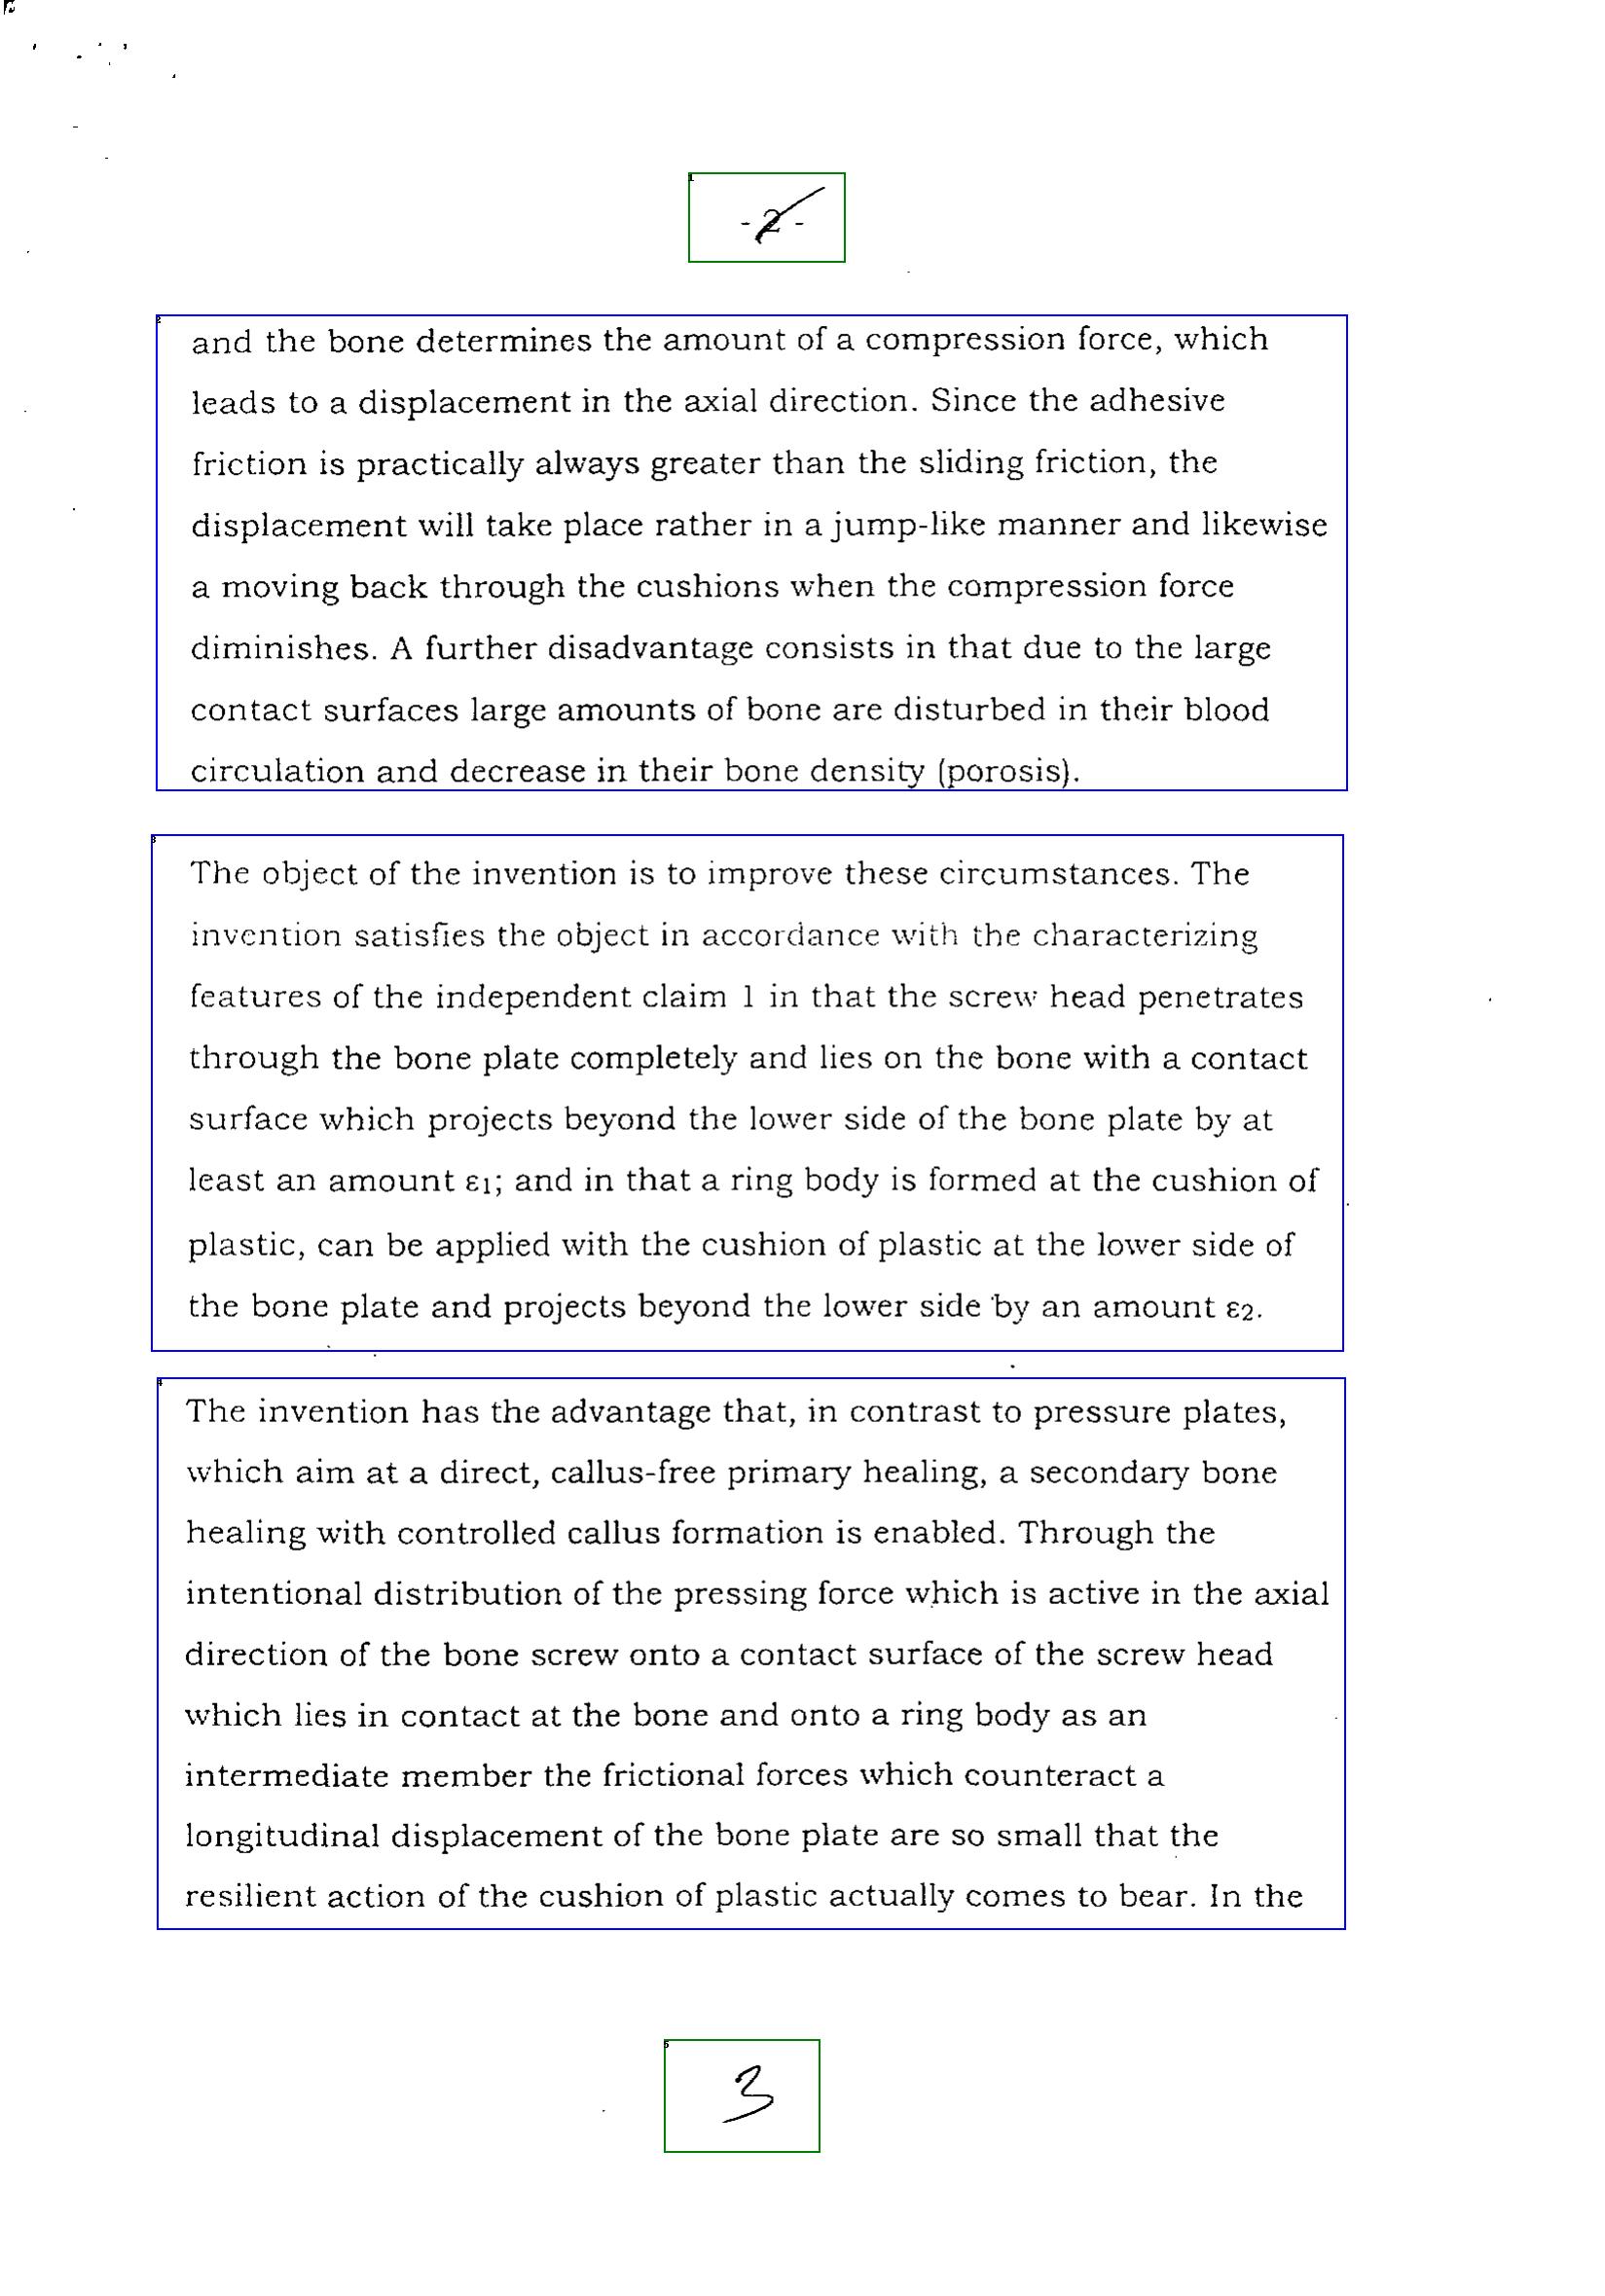 -2-
and the bone determines the amount of a compression force, which
leads to a displacement in the axial direction. Since the adhesive
friction is practically always greater than the sliding friction, the
displacement will take place rather in a jump-like manner and likewise
a moving back through the cushions when the compression force
diminishes. A further disadvantage consists in that due to the large
contact surfaces large amounts of bone are disturbed in their blood
circulation and decrease in their bone density (porosis).
The object of the invention is to improve these circumstances. The
invention satisfies the object in accordance with the characterizing
features of the independent claim 1 in that the screw head penetrates
through the bone plate completely and lies on the bone with a contact
surface which projects beyond the lower side of the bone plate by at
least an amount ε1; and in that a ring body is formed at the cushion of
plastic, can be applied with the cushion of plastic at the lower side of
the bone plate and projects beyond the lower side by an amount ε2.
The invention has the advantage that, in contrast to pressure plates,
which aim at a direct, callus-free primary healing, a secondary bone
healing with controlled callus formation is enabled. Through the
intentional distribution of the pressing force which is active in the axial
direction of the bone screw onto a contact surface of the screw head
which lies in contact at the bone and onto a ring body as an
intermediate member the frictional forces which counteract a
longitudinal displacement of the bone plate are so small that the
resilient action of the cushion of plastic actually comes to bear. In the
3